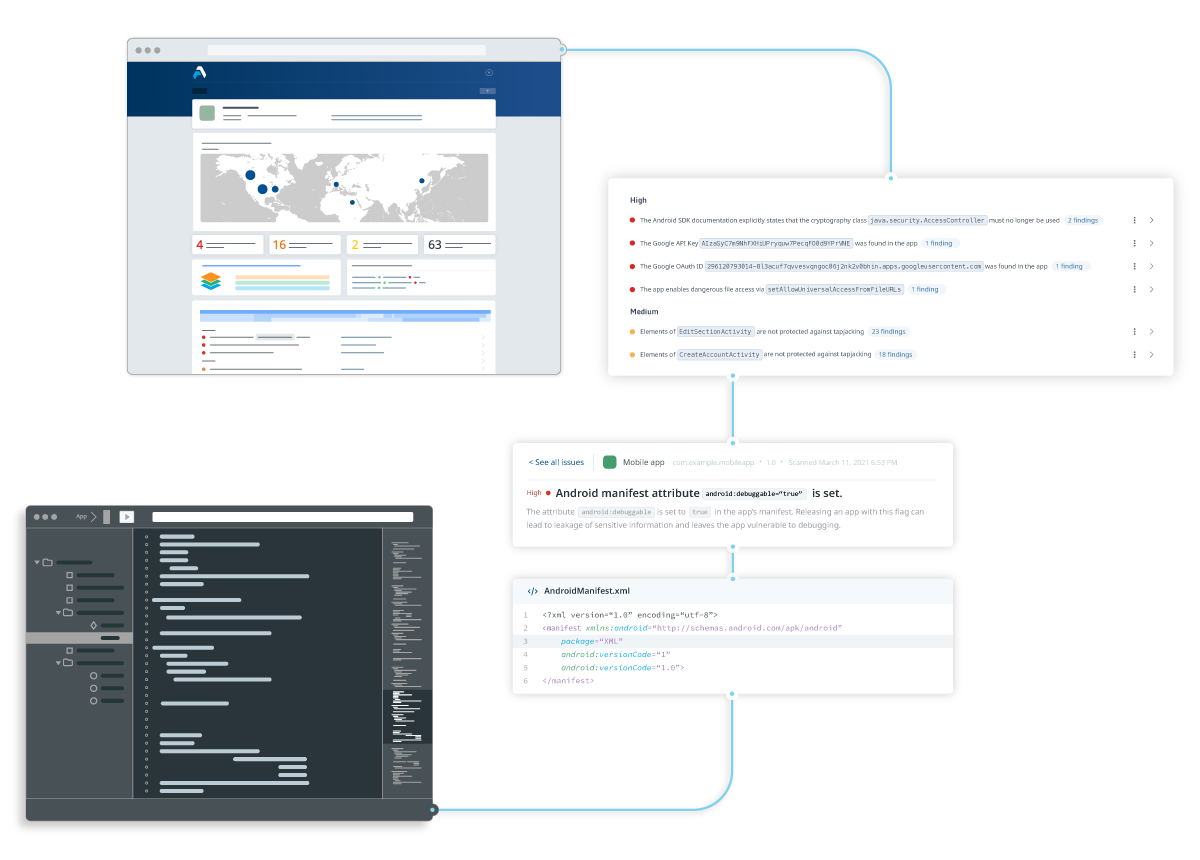 4
16
2
63
High
The Android SDK documentation explicitly states that the cryptography class java.security.AccessController must no longer be used 2 findings
The Google API Key AIzaSyC7m9NhFXHiUPryquw7PecqFO8d9YPrVNE was found in the app 1 finding
The Google OAuth ID 296120793014-8l3acuf7qvvesvqngoc86j2nk2v0bhin.apps.googleusercontent.com was found in the app 1 finding
The app enables dangerous file access via setAllowUniversalAccessFromFileURLs 1 finding
Medium
Elements of EditSectionActivity are not protected against tapjacking 23 findings
Elements of CreateAccountActivity are not protected against tapjacking 18 findings
< See all issues Mobile app com.example.mobileapp • 1.0 • Scanned March 11, 2021 6:53 PM
High Android manifest attribute android:debuggable="true" is set.
The attribute android:debuggable is set to true in the app's manifest. Releasing an app with this flag can
lead to leakage of sensitive information and leaves the app vulnerable to debugging.
App
</> AndroidManifest.xml
1 <?xml version="1.0" encoding="utf-8">
2 <manifest xmlns:android="http://schemas.android.com/apk/android"
3 package="XML"
4 android:versionCode="1"
5 android:versionCode="1.0">
6 </manifest>